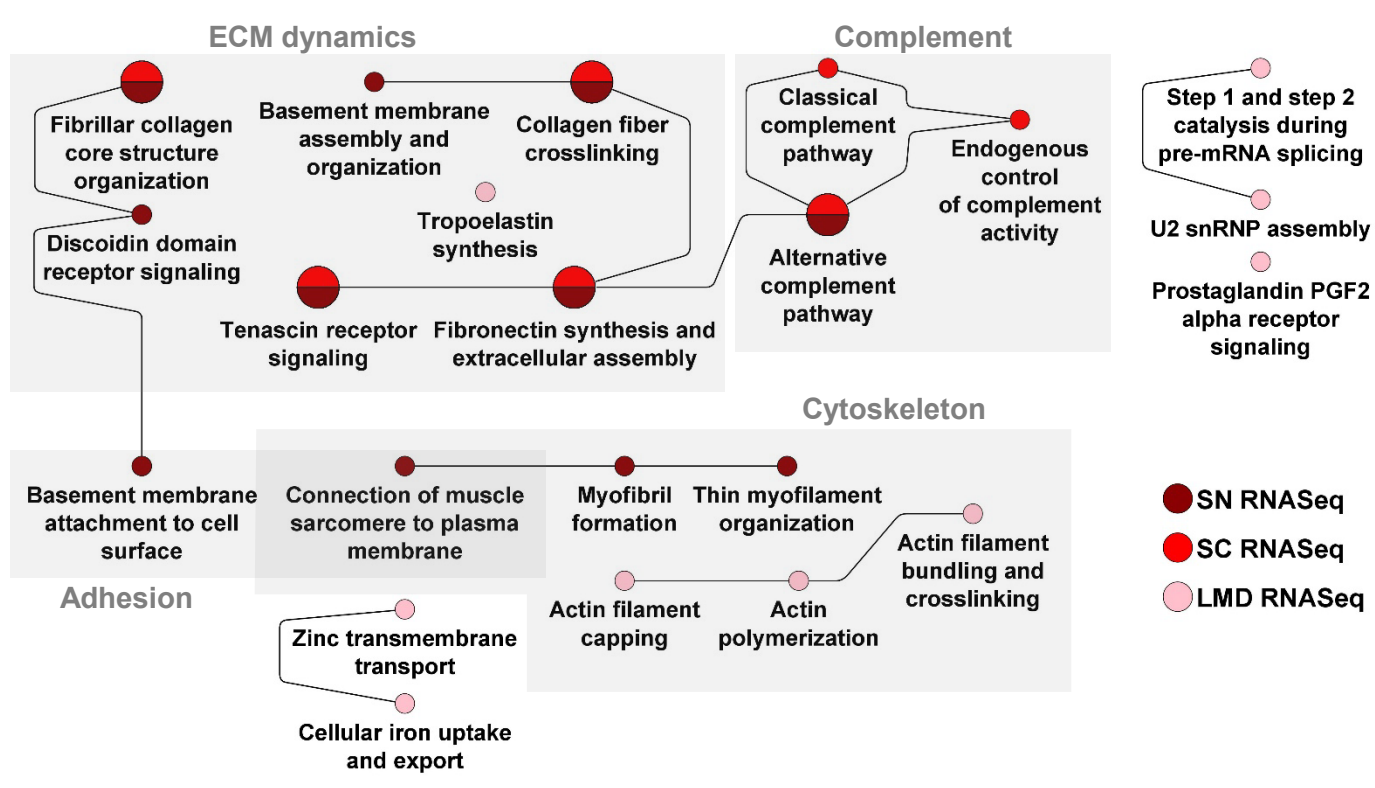 ECM dynamics
Fibrillar collagen
core structure
organization
Basement membrane
assembly and
organization
Collagen fiber
crosslinking
Tropoelastin
synthesis
Discoidin domain
receptor signaling
Tenascin receptor
signaling
Fibronectin synthesis and
extracellular assembly
Complement
Classical
complement
pathway
Endogenous
control
of complement
activity
Alternative
complement
pathway
Step 1 and step 2
catalysis during
pre-mRNA splicing
U2 snRNP assembly
Prostaglandin PGF2
alpha receptor
signaling
Cytoskeleton
Basement membrane
attachment to cell
surface
Connection of muscle
sarcomere to plasma
membrane
Myofibril
formation
Thin myofilament
organization
Actin filament
bundling and
crosslinking
Actin filament
capping
Actin
polymerization
Adhesion
Zinc transmembrane
transport
Cellular iron uptake
and export
SN RNASeq
SC RNASeq
LMD RNASeq